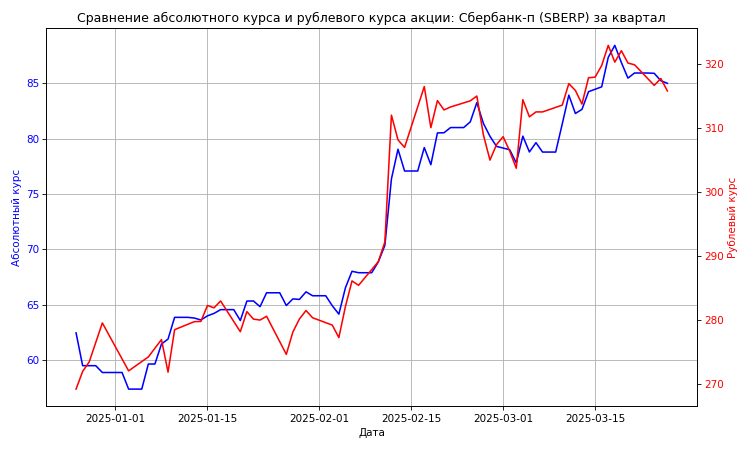 Сравнение абсолютного курса и рублевого курса акции: Сбербанк-п (SBERP) за квартал
Абсолютный курс
85
80
75
70
65
60
320
310
300
290
280
270
Рублевый курс
2025-01-01 2025-01-15 2025-02-01 2025-02-15 2025-03-01 2025-03-15
Дата